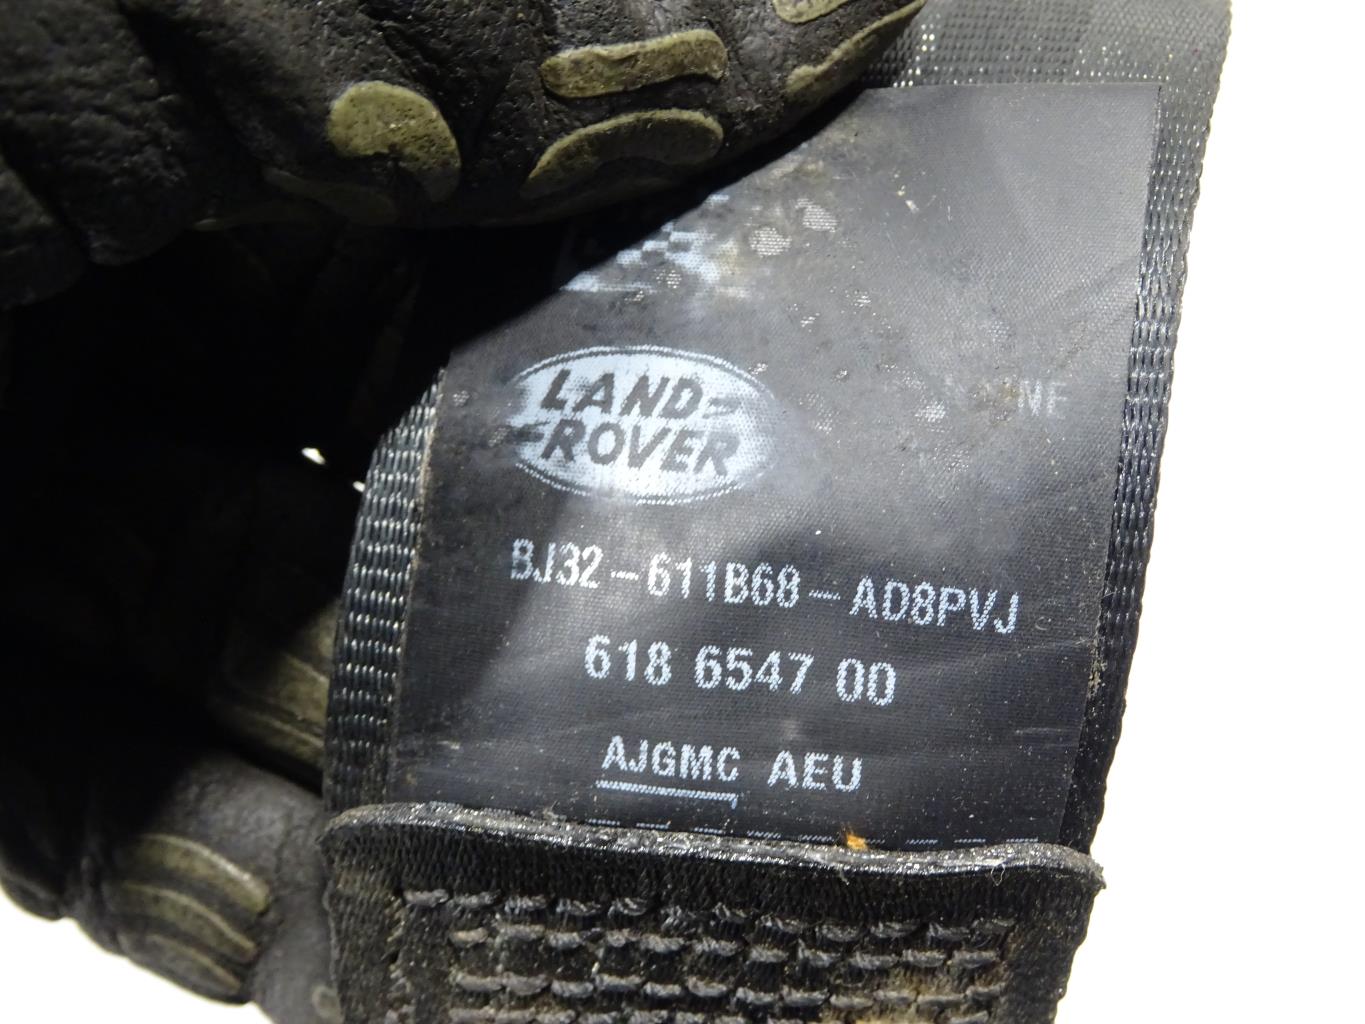 LAND-
-ROVER
BJ32-611B68-AD8PVJ
618 6547 00
AJGMC AEU